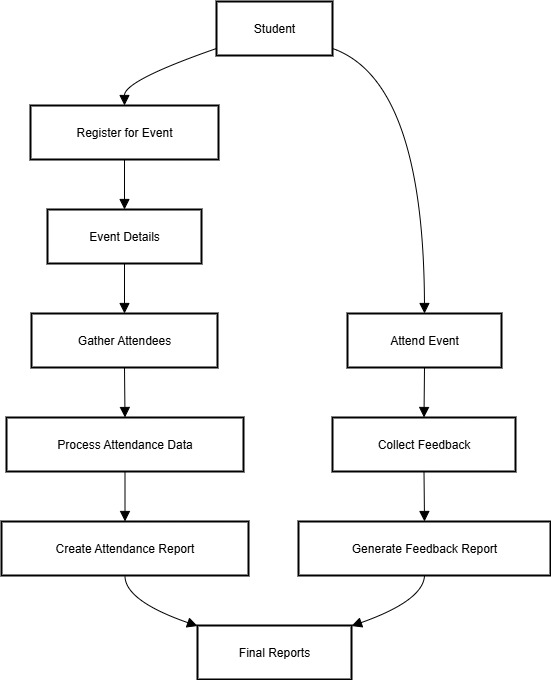 Student
Register for Event
Event Details
Gather Attendees
Attend Event
Process Attendance Data
Collect Feedback
Create Attendance Report
Generate Feedback Report
Final Reports